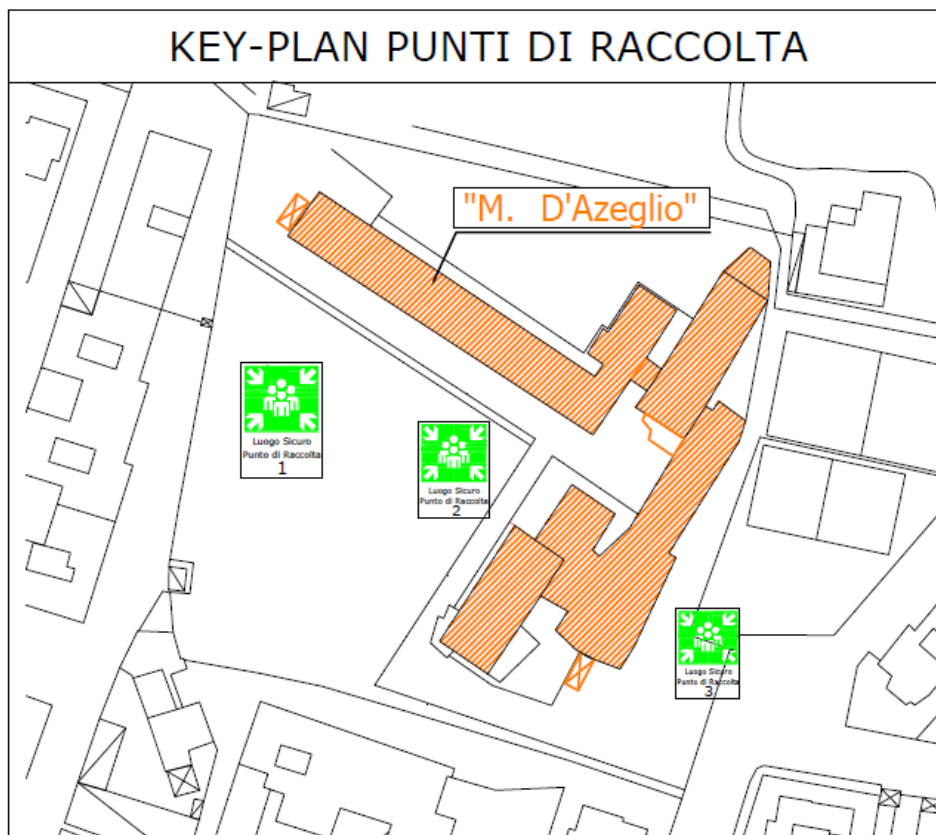 KEY-PLAN PUNTI DI RACCOLTA
"M. D'Azeglio"
Luogo Sicuro
Punto di Raccolta
1
Luogo Sicuro
Punto di Raccolta
2
Luogo Sicuro
Punto di Raccolta
3